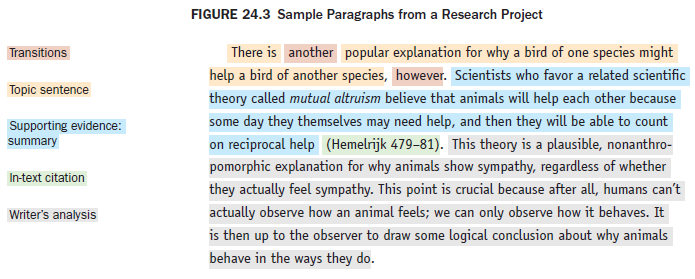 FIGURE 24.3 Sample Paragraphs from a Research Project
Transitions
Topic sentence
Supporting evidence:
summary
In-text citation
Writer's analysis
There is another popular explanation for why a bird of one species might
help a bird of another species, however. Scientists who favor a related scientific
theory called mutual altruism believe that animals will help each other because
some day they themselves may need help, and then they will be able to count
on reciprocal help (Hemelrijk 479–81). This theory is a plausible, nonanthro-
pomorphic explanation for why animals show sympathy, regardless of whether
they actually feel sympathy. This point is crucial because after all, humans can't
actually observe how an animal feels; we can only observe how it behaves. It
is then up to the observer to draw some logical conclusion about why animals
behave in the ways they do.